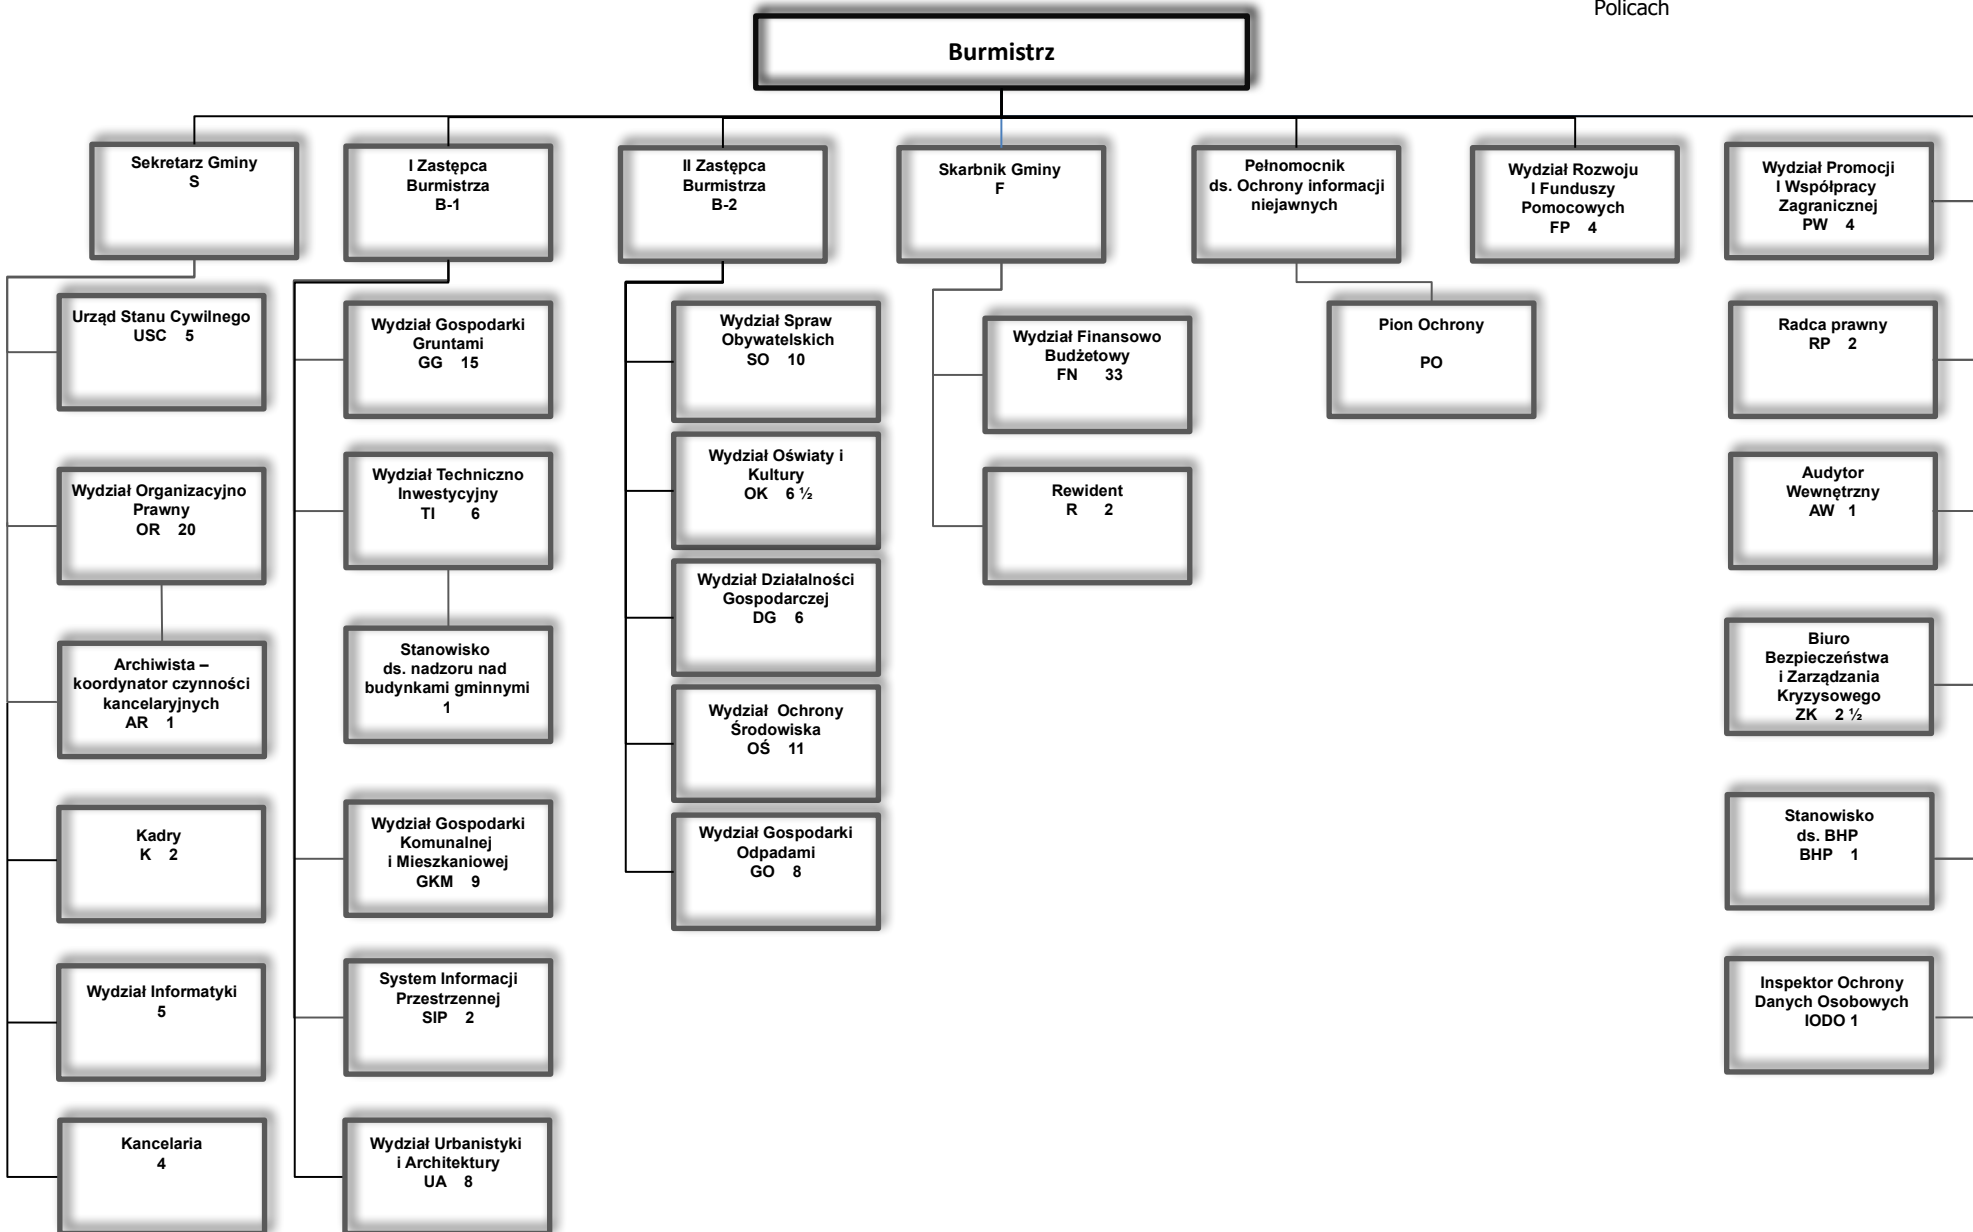 Policach
Burmistrz
Sekretarz Gminy
S
I Zastępca
Burmistrza
B-1
II Zastępca
Burmistrza
B-2
Skarbnik Gminy
F
Pełnomocnik
ds. Ochrony informacji
niejawnych
Wydział Rozwoju
I Funduszy
Pomocowych
FP 4
Wydział Promocji
I Współpracy
Zagranicznej
PW 4
Urząd Stanu Cywilnego
USC 5
Wydział Organizacyjno
Prawny
OR 20
Archiwista –
koordynator czynności
kancelaryjnych
AR 1
Kadry
K 2
Wydział Informatyki
5
Kancelaria
4
Wydział Gospodarki
Gruntami
GG 15
Wydział Techniczno
Inwestycyjny
TI 6
Stanowisko
ds. nadzoru nad
budynkami gminnymi
1
Wydział Gospodarki
Komunalnej
i Mieszkaniowej
GKM 9
System Informacji
Przestrzennej
SIP 2
Wydział Urbanistyki
i Architektury
UA 8
Wydział Spraw
Obywatelskich
SO 10
Wydział Oświaty i
Kultury
OK 6 ½
Wydział Działalności
Gospodarczej
DG 6
Wydział Ochrony
Środowiska
OŚ 11
Wydział Gospodarki
Odpadami
GO 8
Wydział Finansowo
Budżetowy
FN 33
Rewident
R 2
Pion Ochrony
PO
Radca prawny
RP 2
Audytor
Wewnętrzny
AW 1
Biuro
Bezpieczeństwa
i Zarządzania
Kryzysowego
ZK 2 ½
Stanowisko
ds. BHP
BHP 1
Inspektor Ochrony
Danych Osobowych
IODO 1